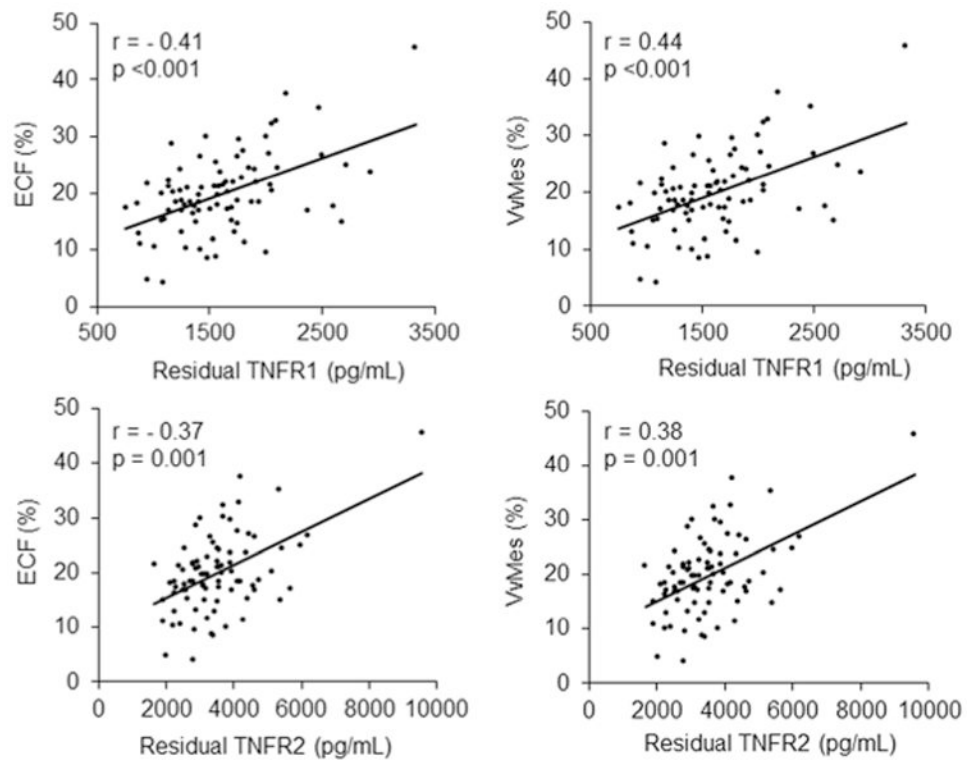 r = - 0.41
p <0.001
ECF (%)
50
40
30
20
10
0
500
1500
2500
3500
Residual TNFR1 (pg/mL)
r = 0.44
p <0.001
VvMes (%)
50
40
30
20
10
0
500
1500
2500
3500
Residual TNFR1 (pg/mL)
r = - 0.37
p = 0.001
ECF (%)
50
40
30
20
10
0
0
2000
4000
6000
8000
10000
Residual TNFR2 (pg/mL)
r = 0.38
p = 0.001
VvMes (%)
50
40
30
20
10
0
0
2000
4000
6000
8000
10000
Residual TNFR2 (pg/mL)